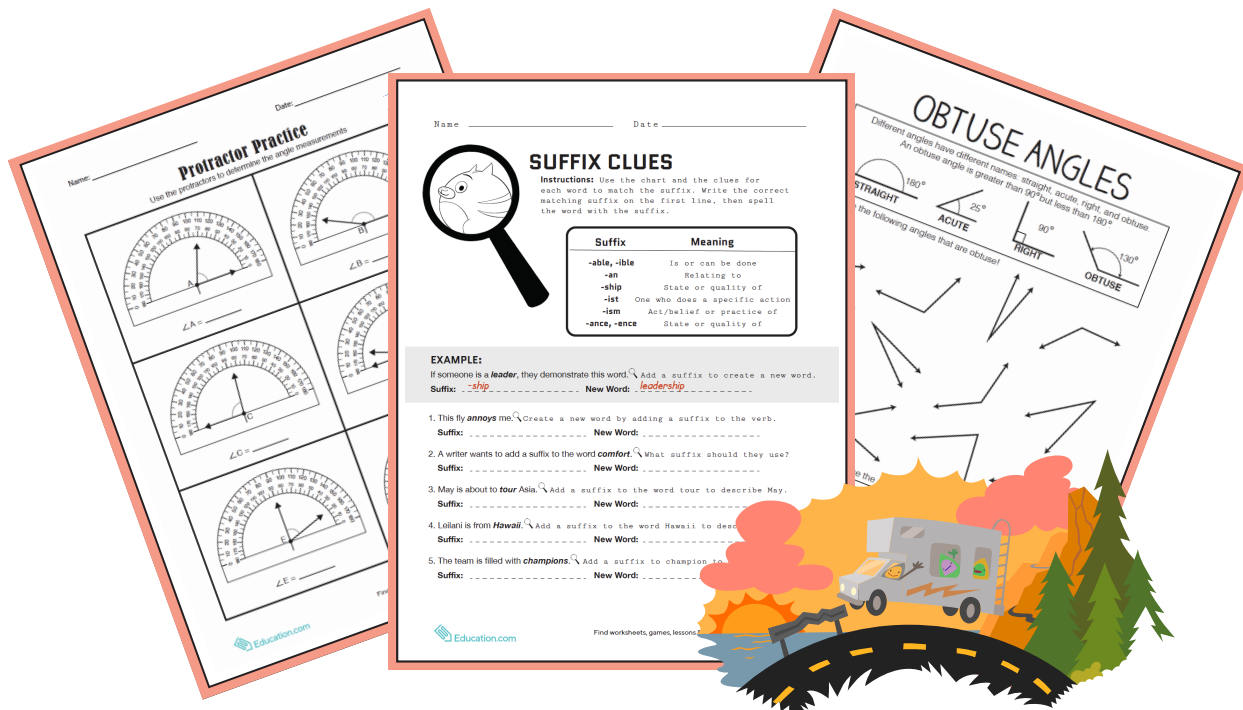 Name: Date:
Protractor Practice
Use the protractors to determine the angle measurements
A
∠A =
B
∠B =
C
∠C =
E
∠E =
Education.com
Name Date
SUFFIX CLUES
Instructions: Use the chart and the clues for
each word to match the suffix. Write the correct
matching suffix on the first line, then spell
the word with the suffix.
Suffix Meaning
-able, -ible Is or can be done
-an Relating to
-ship State or quality of
-ist One who does a specific action
-ism Act/belief or practice of
-ance, -ence State or quality of
EXAMPLE:
If someone is a leader, they demonstrate this word. Add a suffix to create a new word.
Suffix: -ship New Word: leadership
1. This fly annoys me. Create a new word by adding a suffix to the verb.
Suffix: New Word:
2. A writer wants to add a suffix to the word comfort. What suffix should they use?
Suffix: New Word:
3. May is about to tour Asia. Add a suffix to the word tour to describe May.
Suffix: New Word:
4. Leilani is from Hawaii. Add a suffix to the word Hawaii to
Suffix: New Word:
5. The team is filled with champions. Add a suffix to champion to
Suffix: New Word:
Education.com
Find worksheets, games, lessons
OBTUSE ANGLES
Different angles have different names: straight, acute, right, and obtuse.
An obtuse angle is greater than 90° but less than 180°.
180°
STRAIGHT
25°
ACUTE
90°
RIGHT
130°
OBTUSE
the following angles that are obtuse!
the